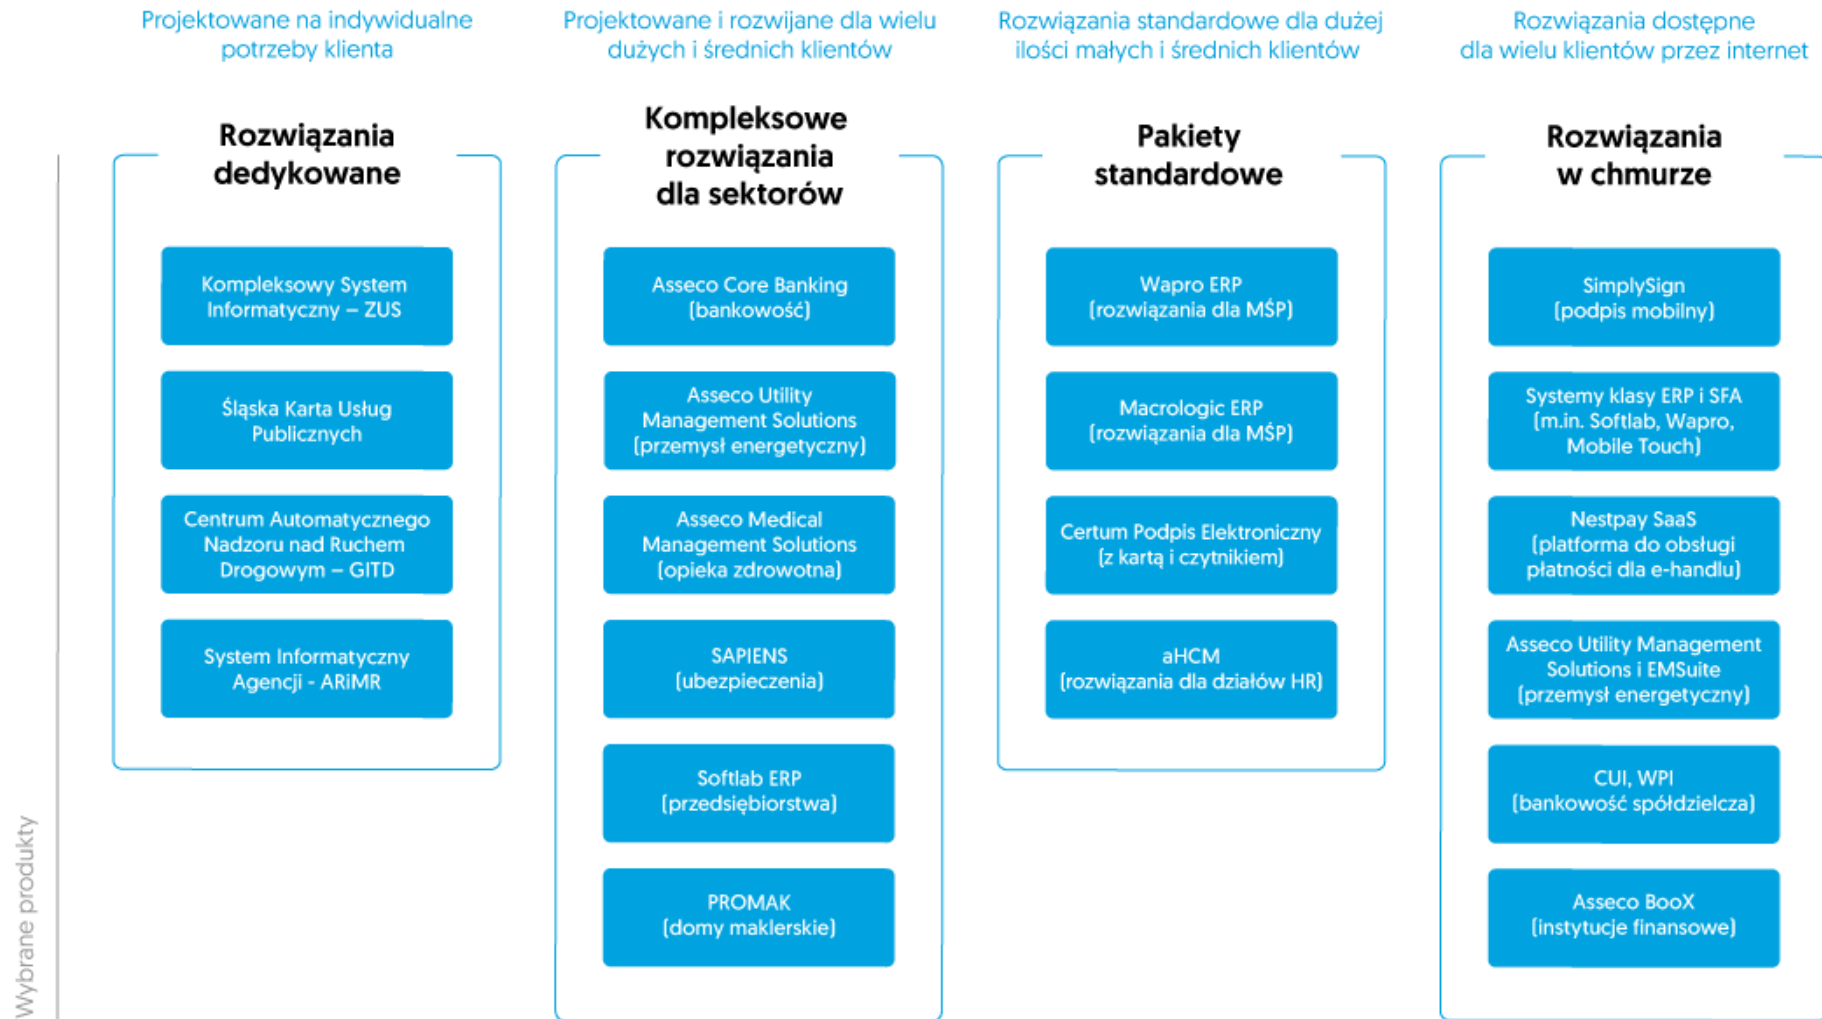 Projektowane na indywidualne
potrzeby klienta
Rozwiązania
dedykowane
Kompleksowy System
Informatyczny – ZUS
Śląska Karta Usług
Publicznych
Centrum Automatycznego
Nadzoru nad Ruchem
Drogowym – GITD
System Informatyczny
Agencji - ARiMR
Projektowane i rozwijane dla wielu
dużych i średnich klientów
Kompleksowe
rozwiązania
dla sektorów
Asseco Core Banking
(bankowość)
Asseco Utility
Management Solutions
(przemysł energetyczny)
Asseco Medical
Management Solutions
(opieka zdrowotna)
SAPIENS
(ubezpieczenia)
Softlab ERP
(przedsiębiorstwa)
PROMAK
(domy maklerskie)
Rozwiązania standardowe dla dużej
ilości małych i średnich klientów
Pakiety
standardowe
Wapro ERP
(rozwiązania dla MŚP)
Macrologic ERP
(rozwiązania dla MŚP)
Certum Podpis Elektroniczny
(z kartą i czytnikiem)
aHCM
(rozwiązania dla działów HR)
Rozwiązania dostępne
dla wielu klientów przez internet
Rozwiązania
w chmurze
SimplySign
(podpis mobilny)
Systemy klasy ERP i SFA
(m.in. Softlab, Wapro,
Mobile Touch)
Nestpay SaaS
(platforma do obsługi
płatności dla e-handlu)
Asseco Utility Management
Solutions i EMSuite
(przemysł energetyczny)
CUI, WPI
(bankowość spółdzielcza)
Asseco BooX
(instytucje finansowe)
Wybrane produkty